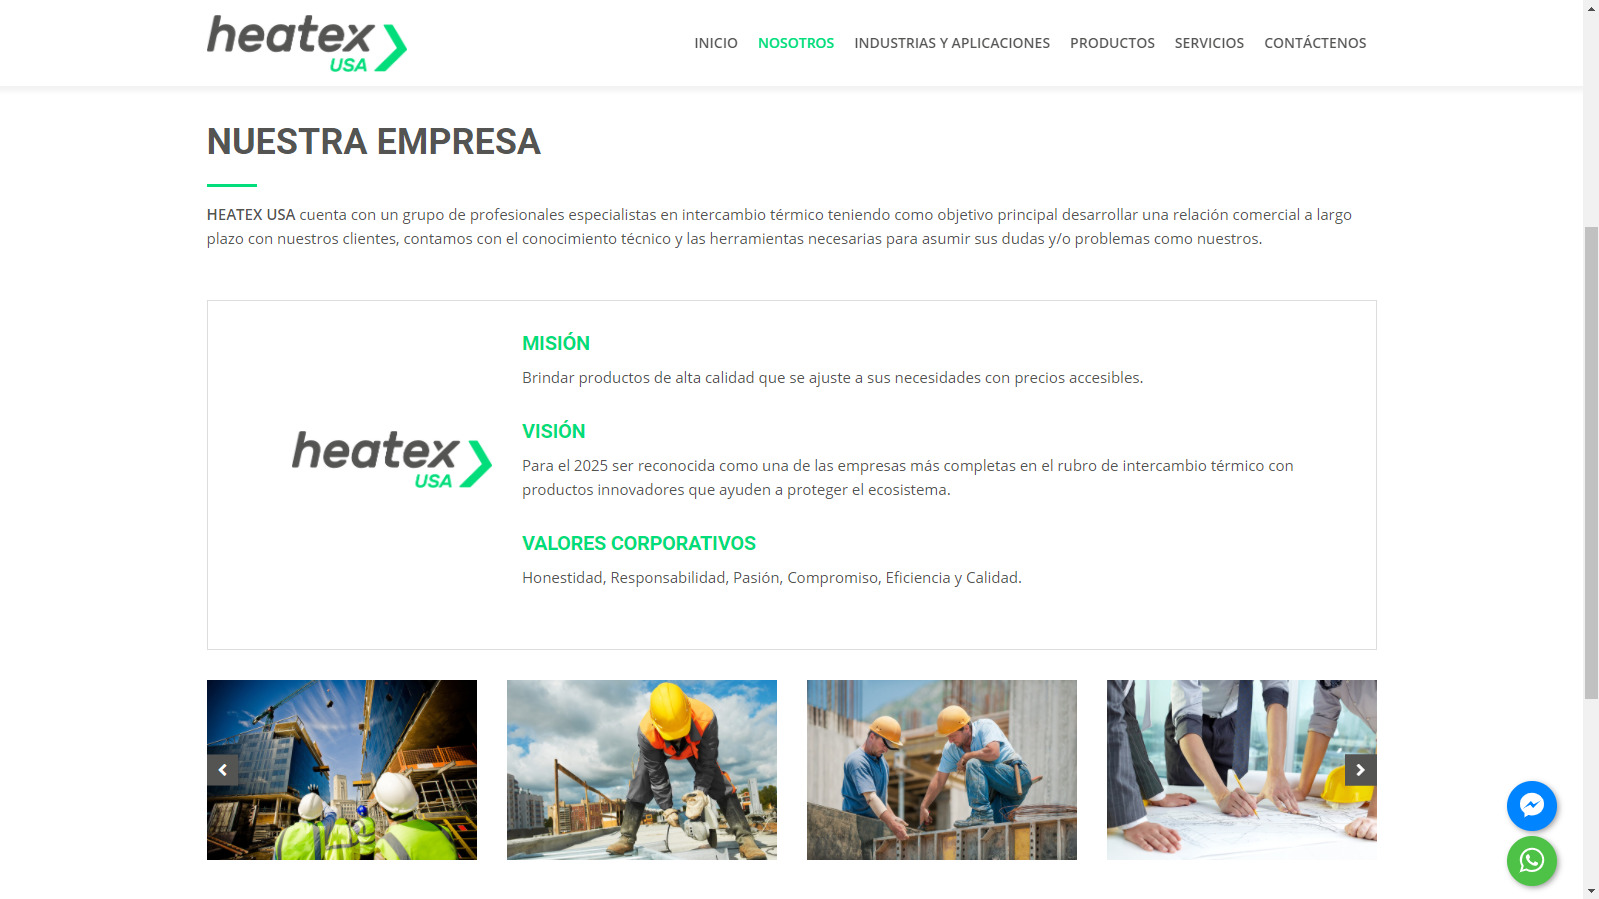 heatex
USA
INICIO NOSOTROS INDUSTRIAS Y APLICACIONES PRODUCTOS SERVICIOS CONTÁCTENOS
NUESTRA EMPRESA
HEATEX USA cuenta con un grupo de profesionales especialistas en intercambio térmico teniendo como objetivo principal desarrollar una relación comercial a largo
plazo con nuestros clientes, contamos con el conocimiento técnico y las herramientas necesarias para asumir sus dudas y/o problemas como nuestros.
heatex
USA
MISIÓN
Brindar productos de alta calidad que se ajuste a sus necesidades con precios accesibles.
VISIÓN
Para el 2025 ser reconocida como una de las empresas más completas en el rubro de intercambio térmico con
productos innovadores que ayuden a proteger el ecosistema.
VALORES CORPORATIVOS
Honestidad, Responsabilidad, Pasión, Compromiso, Eficiencia y Calidad.